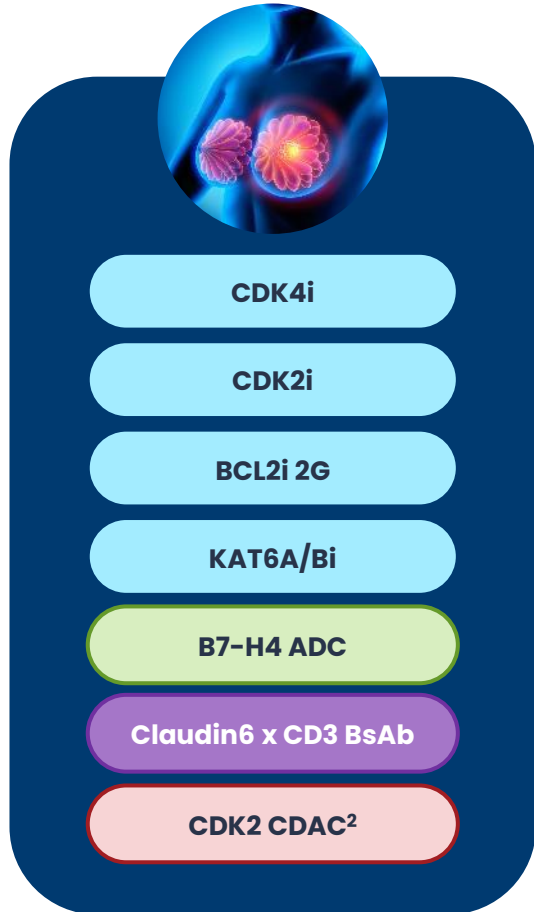 CDK4i
CDK2i
BCL2i 2G
KAT6A/Bi
B7-H4 ADC
Claudin6 x CD3 BsAb
CDK2 CDAC²